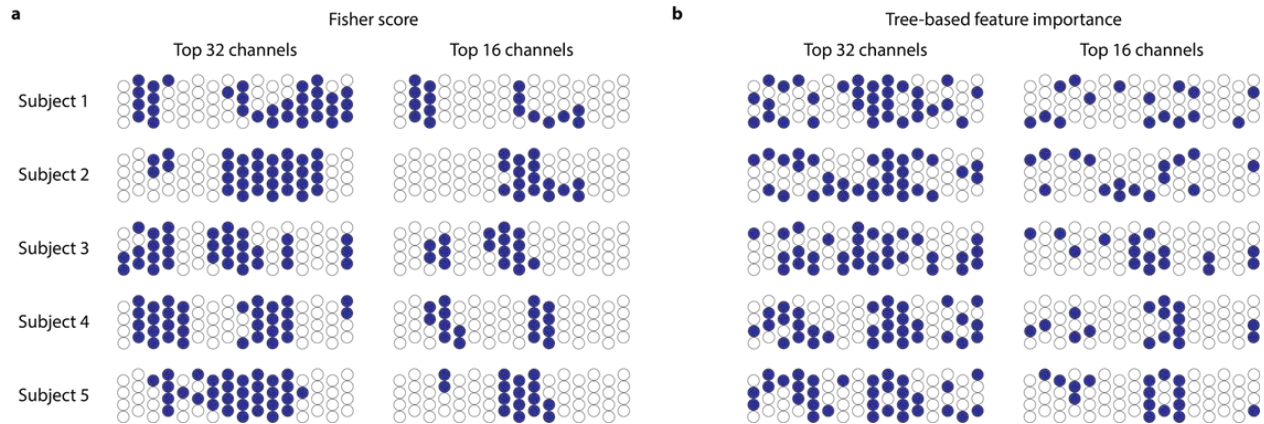 a
Fisher score
b
Tree-based feature importance
Top 32 channels
Top 16 channels
Top 32 channels
Top 16 channels
Subject 1
Subject 2
Subject 3
Subject 4
Subject 5